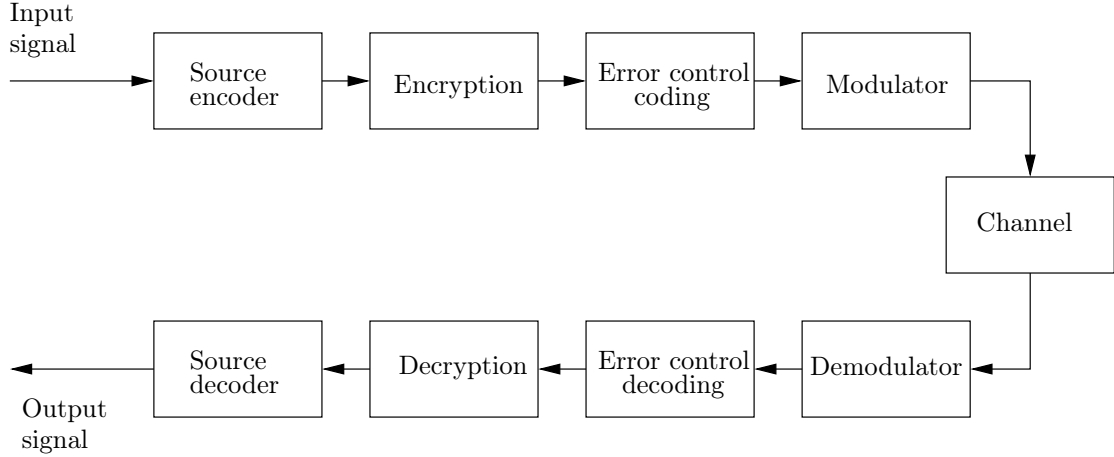 Input
signal
Source
encoder
Encryption
Error control
coding
Modulator
Channel
Source
decoder
Decryption
Error control
decoding
Demodulator
Output
signal